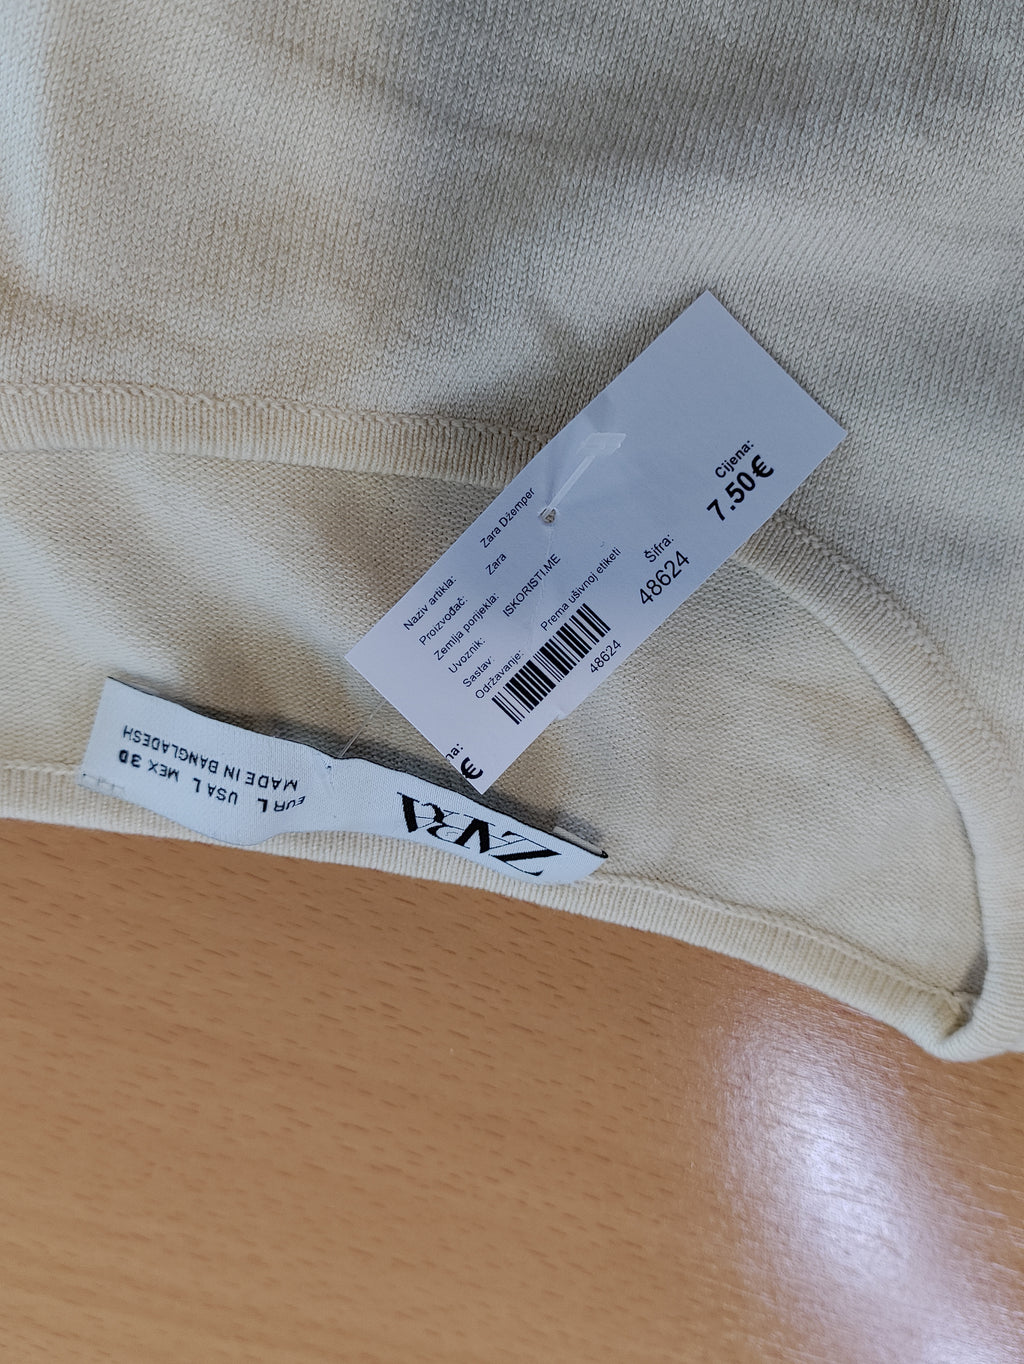 Naziv artikla: Zara Džemper
Proizvođač: Zara
Zemlja porijekla:
Uvoznik: ISKORISTI.ME
Sastav:
Održavanje: Prema ušivnoj etiketi
48624
Šifra:
48624
Cijena:
7.50€
na:
€
ZARA
EUR L USA L MEX 30
MADE IN BANGLADESH